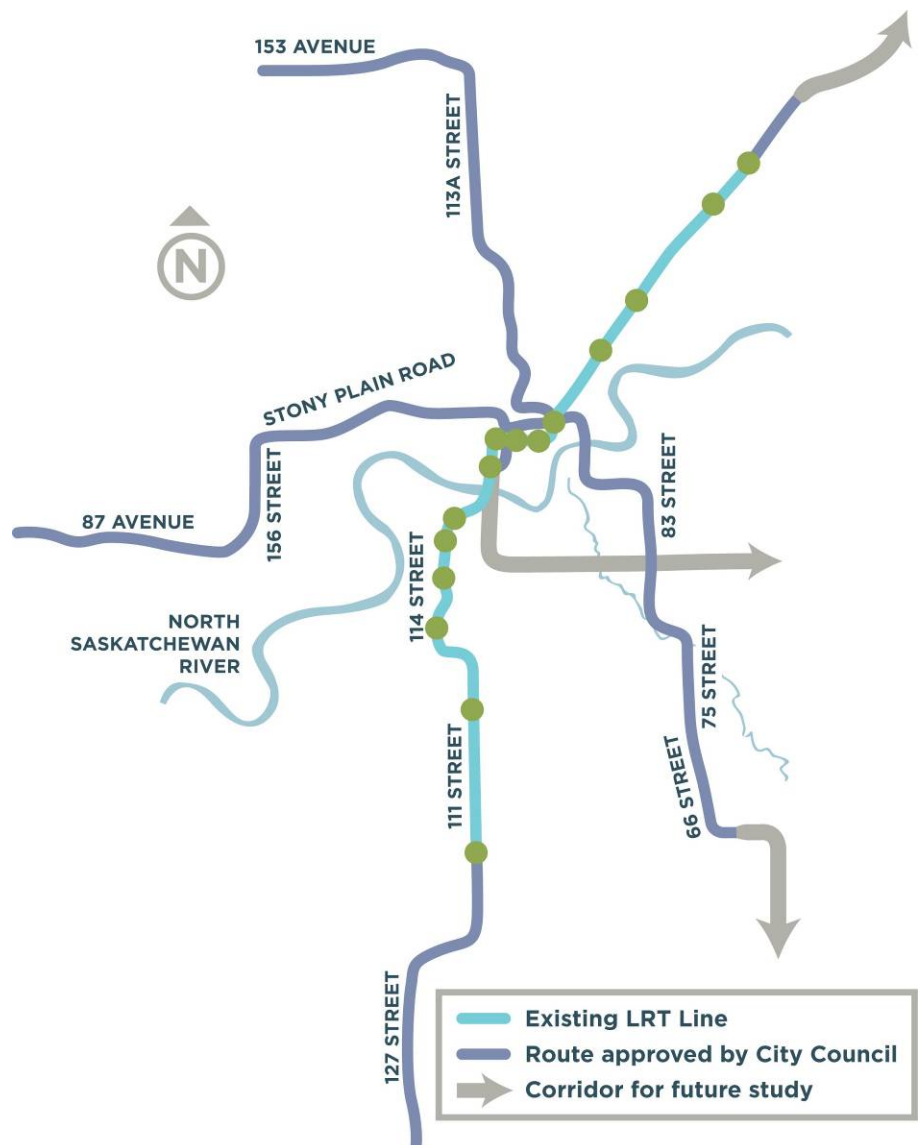 153 AVENUE
113A STREET
N
STONY PLAIN ROAD
87 AVENUE
156 STREET
83 STREET
114 STREET
NORTH
SASKATCHEWAN
RIVER
75 STREET
111 STREET
66 STREET
127 STREET
Existing LRT Line
Route approved by City Council
Corridor for future study